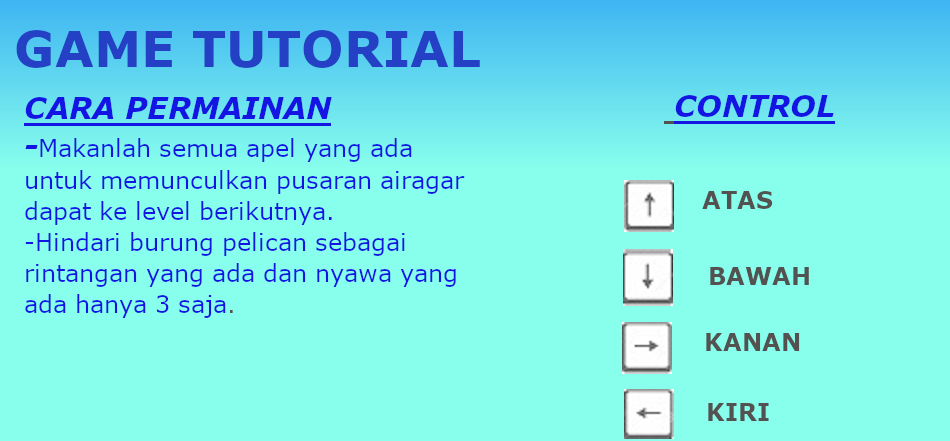 GAME TUTORIAL
CARA PERMAINAN
-Makanlah semua apel yang ada
untuk memunculkan pusaran airagar
dapat ke level berikutnya.
-Hindari burung pelican sebagai
rintangan yang ada dan nyawa yang
ada hanya 3 saja.
CONTROL
↑ ATAS
↓ BAWAH
→ KANAN
← KIRI